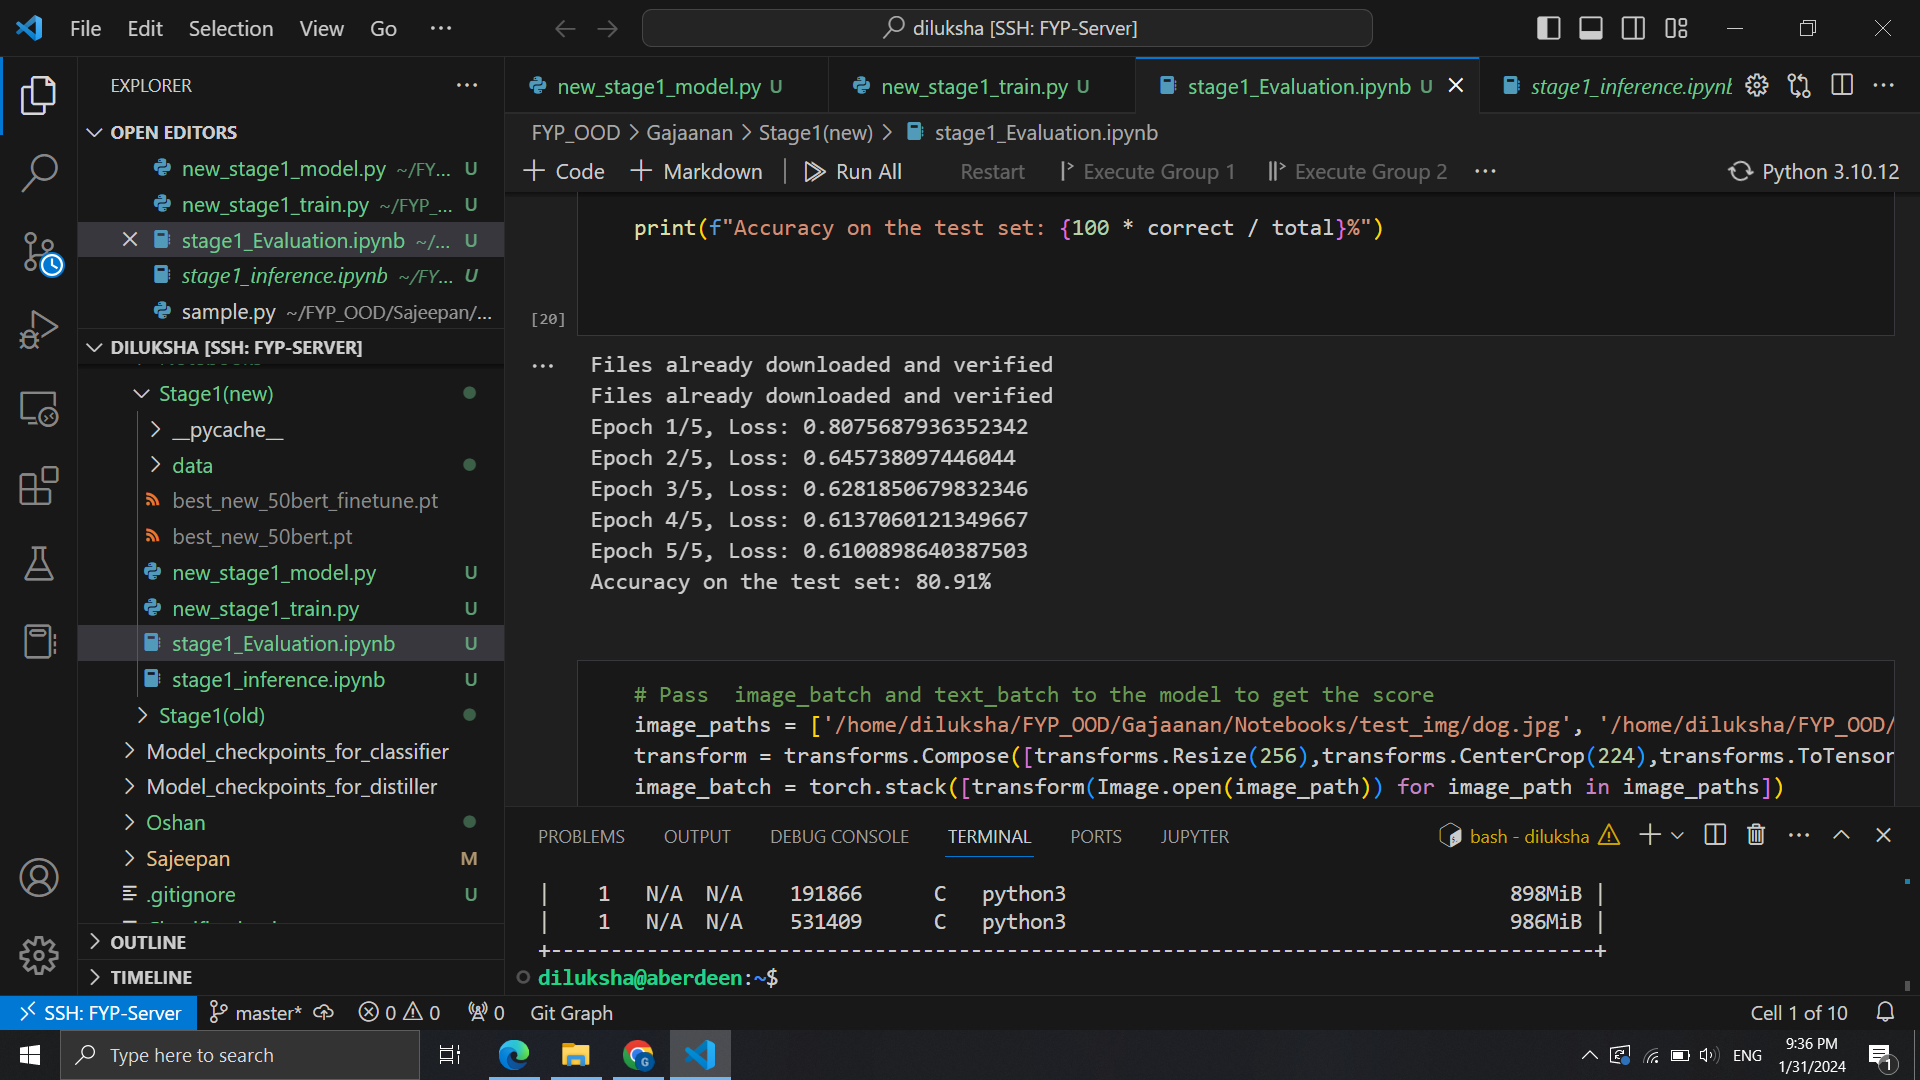 File Edit Selection View Go ···
diluksha [SSH: FYP-Server]
EXPLORER
OPEN EDITORS
new_stage1_model.py ~/FY... U
new_stage1_train.py ~/FYP_... U
stage1_Evaluation.ipynb ~/... U
stage1_inference.ipynb ~/FY... U
sample.py ~/FYP_OOD/Sajeepan/...
DILUKSHA [SSH: FYP-SERVER]
Stage1(new)
__pycache__
data
best_new_50bert_finetune.pt
best_new_50bert.pt
new_stage1_model.py U
new_stage1_train.py U
stage1_Evaluation.ipynb U
stage1_inference.ipynb U
Stage1(old)
Model_checkpoints_for_classifier
Model_checkpoints_for_distiller
Oshan
Sajeepan M
.gitignore U
OUTLINE
TIMELINE
new_stage1_model.py U new_stage1_train.py U stage1_Evaluation.ipynb U stage1_inference.ipynb
FYP_OOD > Gajaanan > Stage1(new) > stage1_Evaluation.ipynb
+ Code + Markdown | Run All Restart Execute Group 1 Execute Group 2 ··· Python 3.10.12
print(f"Accuracy on the test set: {100 * correct / total}%")
[20]
Files already downloaded and verified
Files already downloaded and verified
Epoch 1/5, Loss: 0.8075687936352342
Epoch 2/5, Loss: 0.645738097446044
Epoch 3/5, Loss: 0.6281850679832346
Epoch 4/5, Loss: 0.6137060121349667
Epoch 5/5, Loss: 0.6100898640387503
Accuracy on the test set: 80.91%
# Pass  image_batch and text_batch to the model to get the score
image_paths = ['/home/diluksha/FYP_OOD/Gajaanan/Notebooks/test_img/dog.jpg', '/home/diluksha/FYP_OOD/
transform = transforms.Compose([transforms.Resize(256),transforms.CenterCrop(224),transforms.ToTensor
image_batch = torch.stack([transform(Image.open(image_path)) for image_path in image_paths])
PROBLEMS OUTPUT DEBUG CONSOLE TERMINAL PORTS JUPYTER
bash - diluksha
| 1 N/A N/A 191866 C python3 898MiB |
| 1 N/A N/A 531409 C python3 986MiB |
+-----------------------------------------------------------------------------+
diluksha@aberdeen:~$
SSH: FYP-Server master* 0 0 0 Git Graph
Cell 1 of 10
Type here to search
ENG
9:36 PM
1/31/2024
1